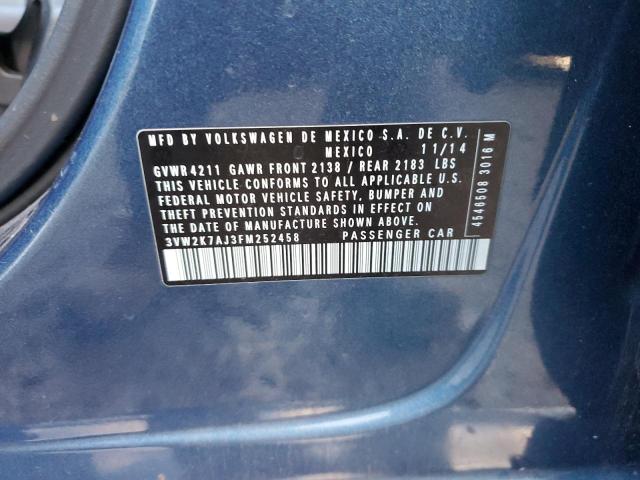 MFD BY VOLKSWAGEN DE MEXICO S.A. DE C.V.
MEXICO 11/14
GVWR 4211 GAWR FRONT 2138 / REAR 2183 LBS
THIS VEHICLE CONFORMS TO ALL APPLICABLE U.S.
FEDERAL MOTOR VEHICLE SAFETY, BUMPER AND
THEFT PREVENTION STANDARDS IN EFFECT ON
THE DATE OF MANUFACTURE SHOWN ABOVE.
3VW2K7AJ3FM252458 PASSENGER CAR
4546508 3016 M